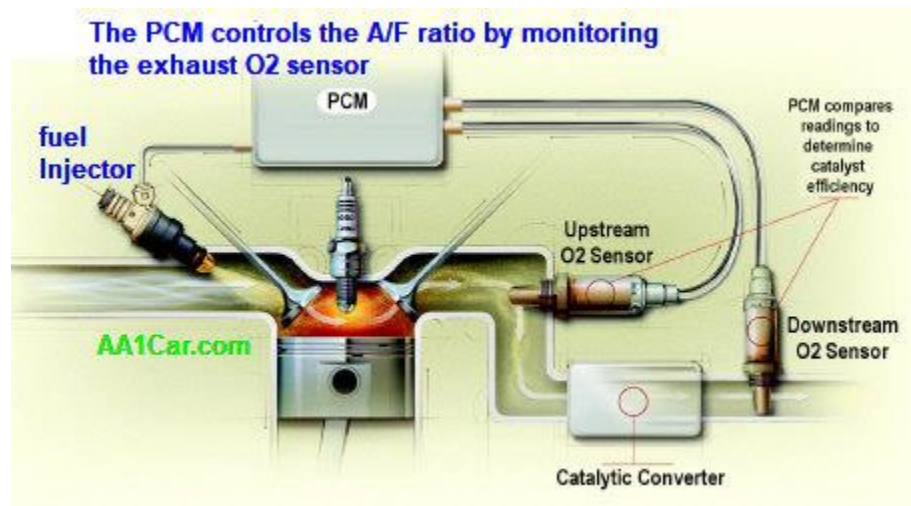 The PCM controls the A/F ratio by monitoring
the exhaust O2 sensor
PCM
fuel
Injector
PCM compares
readings to
determine
catalyst
efficiency
Upstream
O2 Sensor
AA1Car.com
Downstream
O2 Sensor
Catalytic Converter